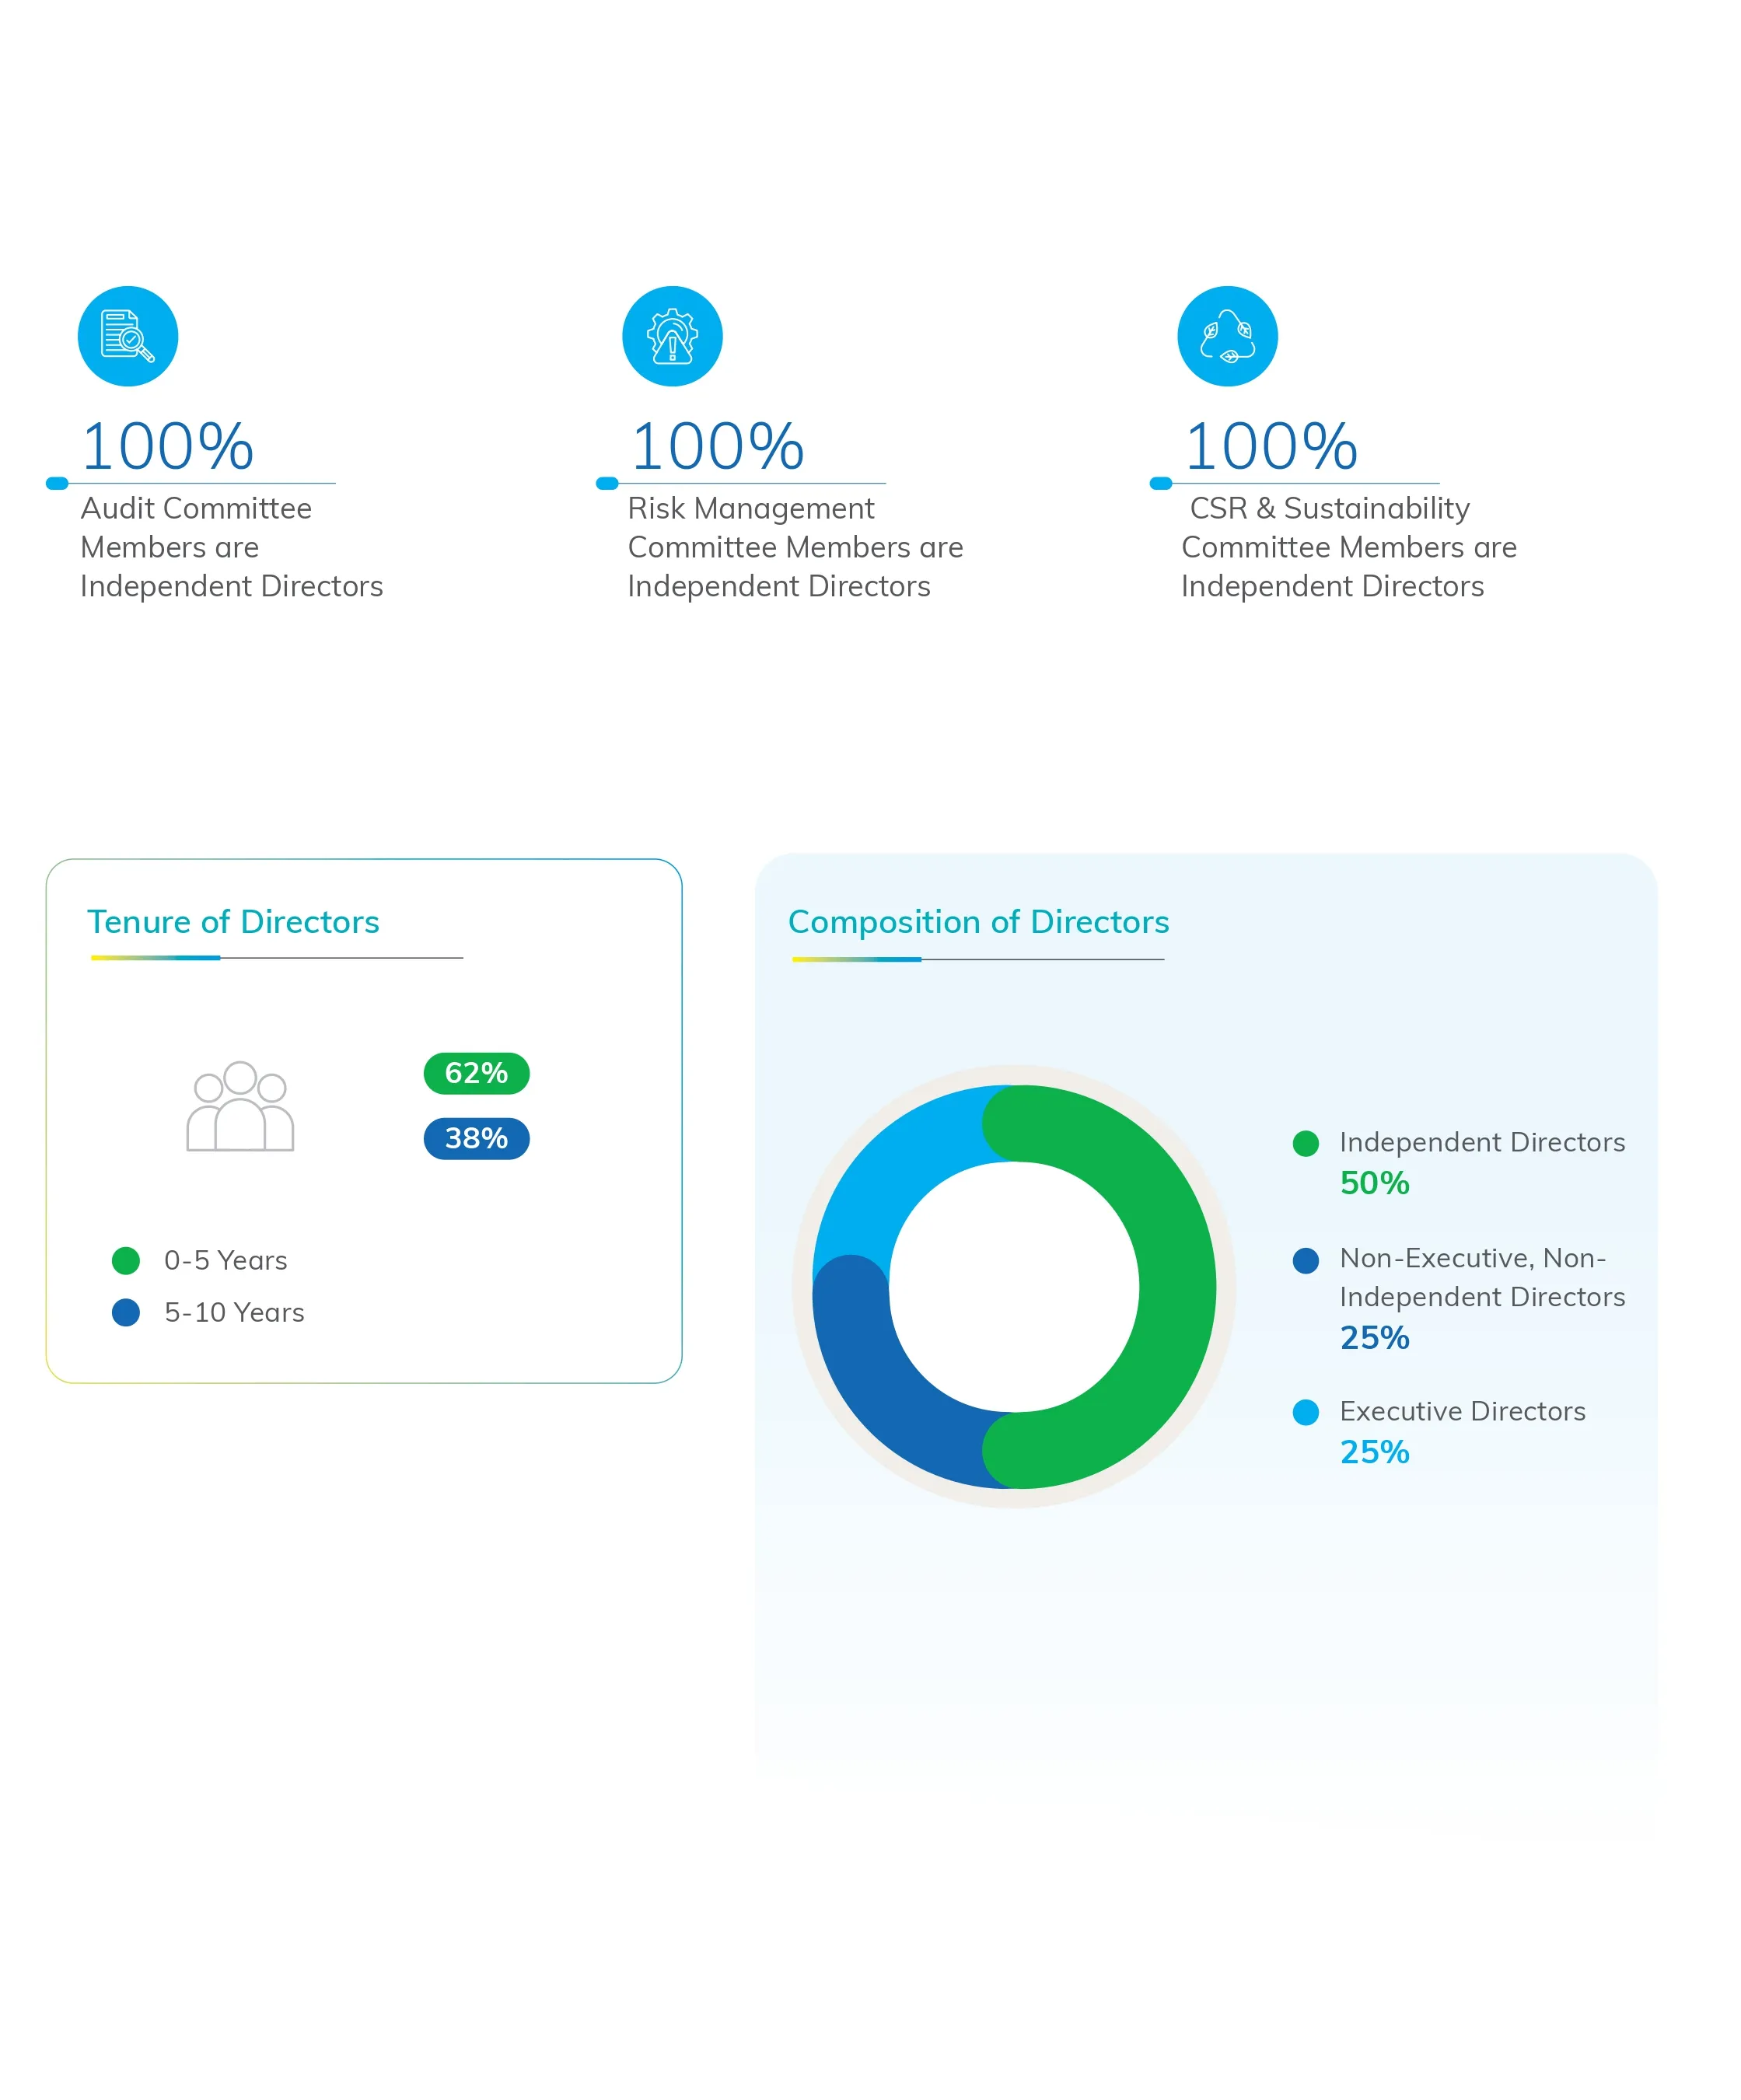 100%
Audit Committee
Members are
Independent Directors
100%
Risk Management
Committee Members are
Independent Directors
100%
CSR & Sustainability
Committee Members are
Independent Directors
Tenure of Directors
62%
38%
0-5 Years
5-10 Years
Composition of Directors
Independent Directors
50%
Non-Executive, Non-
Independent Directors
25%
Executive Directors
25%